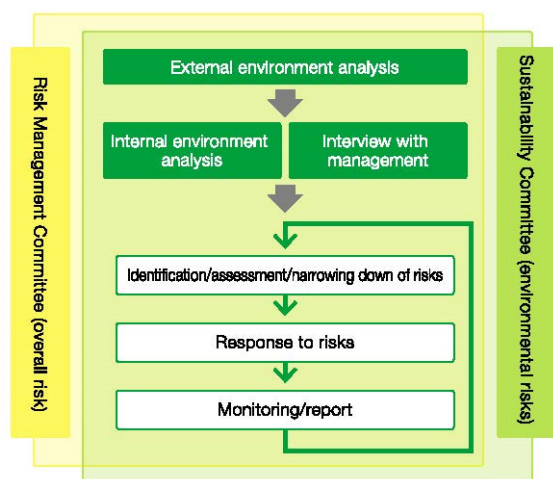 Risk Management
Committee (overall risk)
External environment analysis
Internal environment
analysis
Interview with
management
Identification/assessment/narrowing down of risks
Response to risks
Monitoring/report
Sustainability Committee (environmental risks)